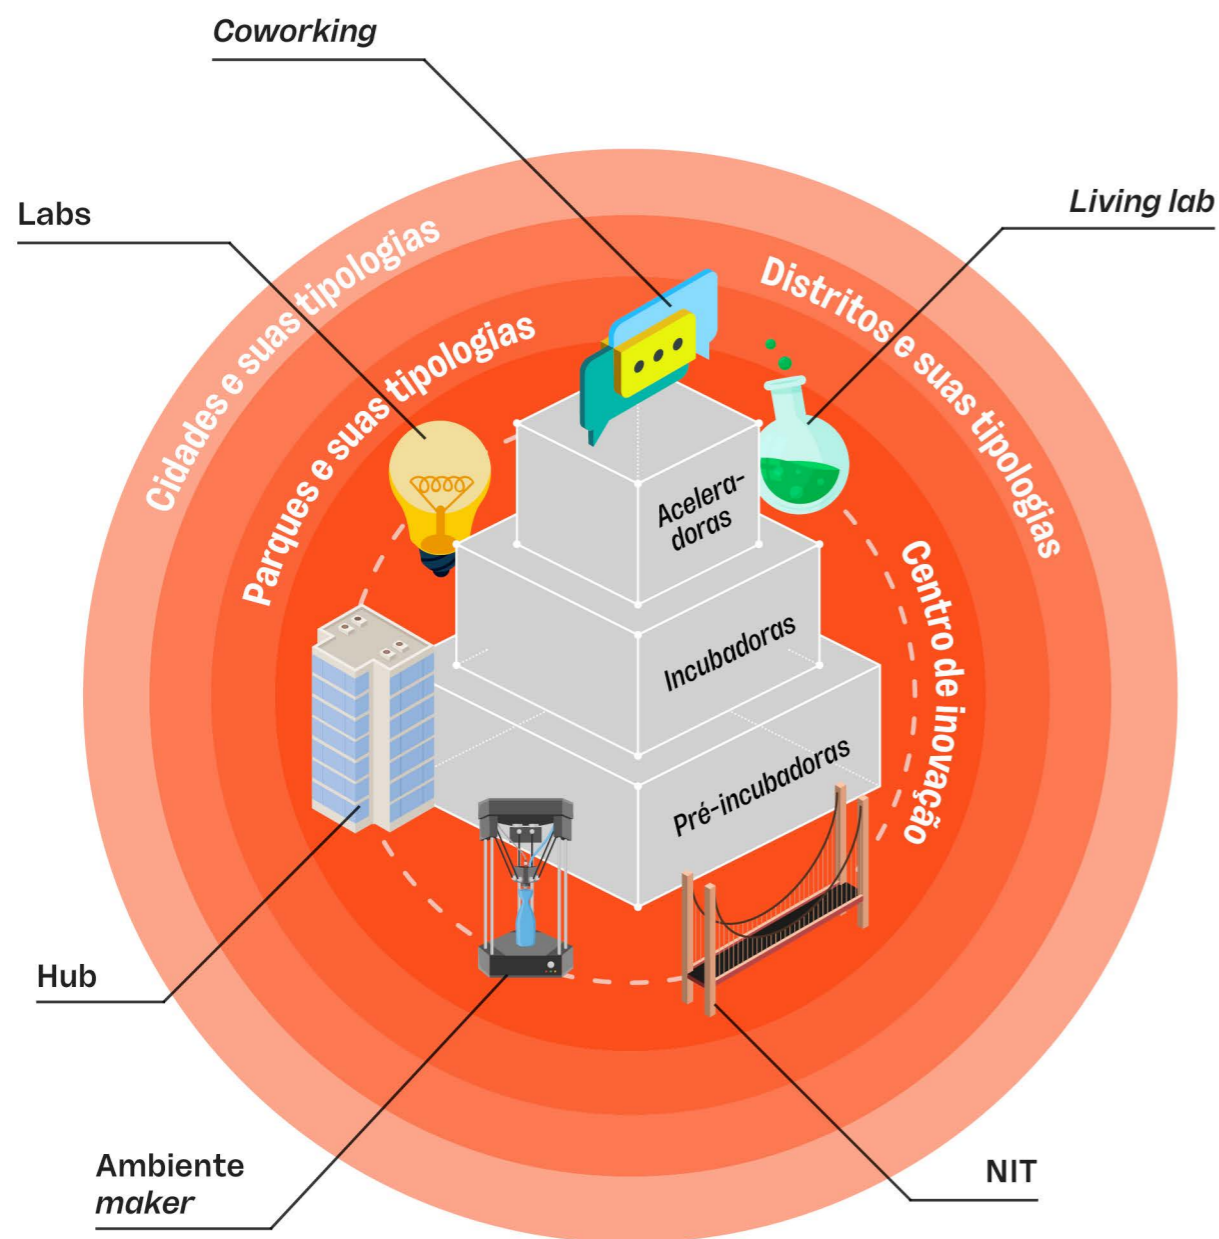 Coworking
Labs
Living lab
Cidades e suas tipologias
Distritos e suas tipologias
Parques e suas tipologias
Centro de inovação
Acelera-
doras
Incubadoras
Pré-incubadoras
Hub
Ambiente
maker
NIT